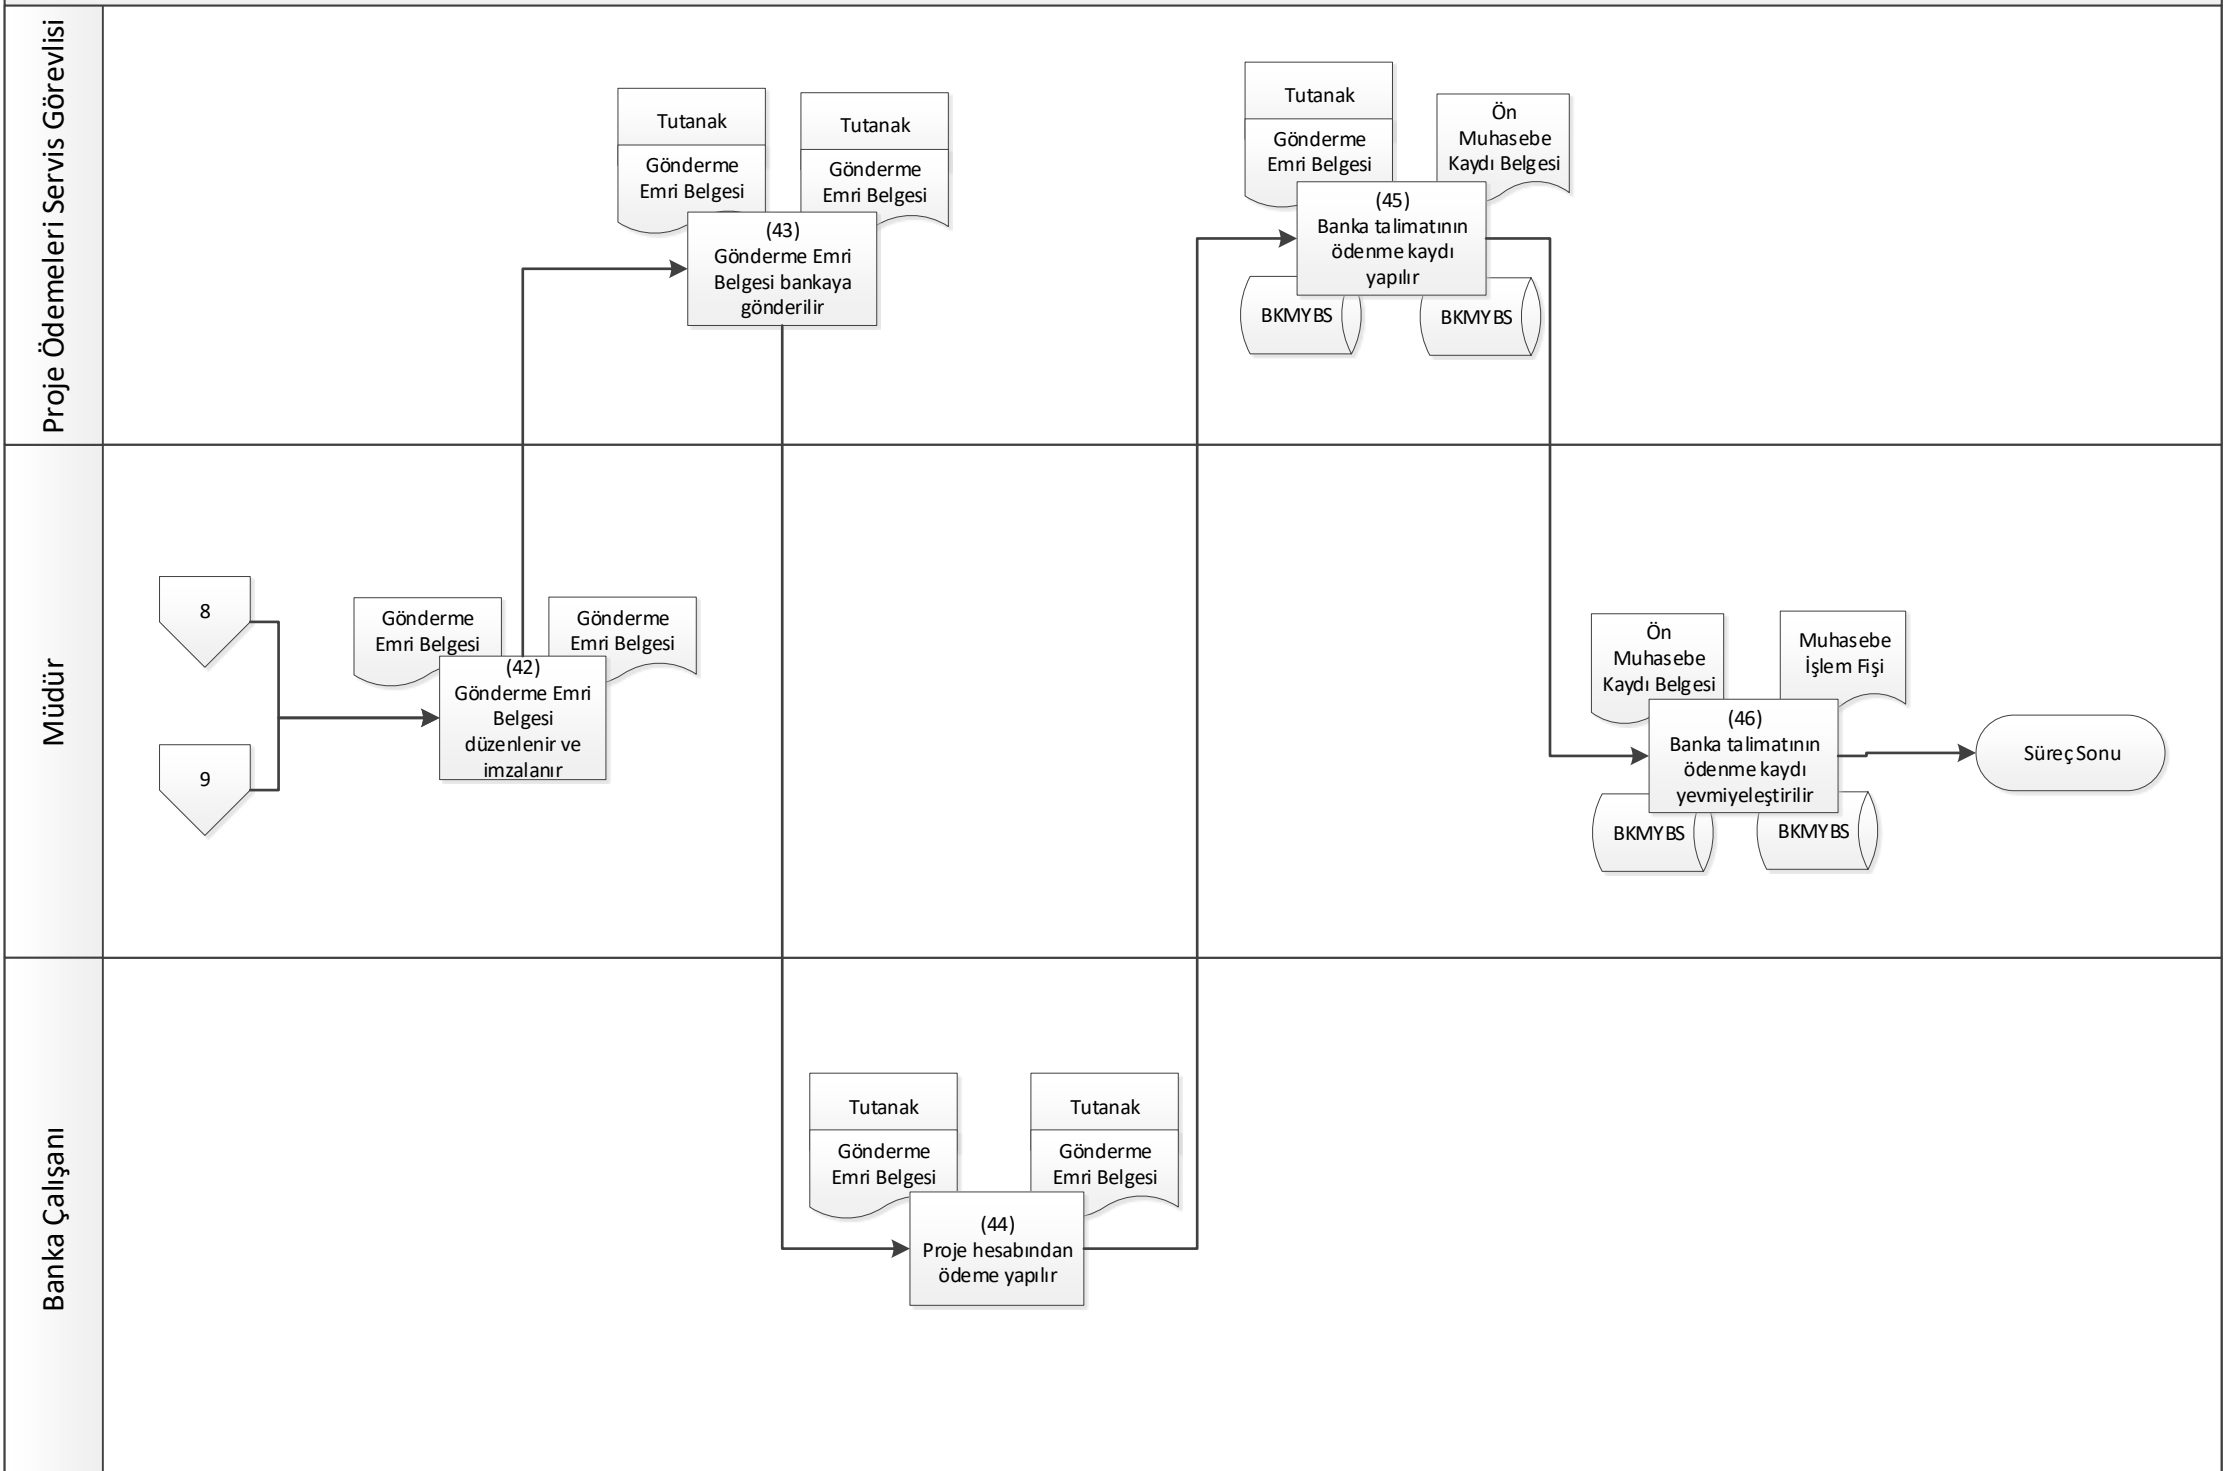 Proje Ödemeleri Servis Görevlisi
Tutanak
Gönderme
Emri Belgesi
Tutanak
Gönderme
Emri Belgesi
(43)
Gönderme Emri
Belgesi bankaya
gönderilir
Tutanak
Gönderme
Emri Belgesi
Ön
Muhasebe
Kaydı Belgesi
(45)
Banka talimatının
ödenme kaydı
yapılır
BKMYBS
BKMYBS
Müdür
8
9
Gönderme
Emri Belgesi
Gönderme
Emri Belgesi
(42)
Gönderme Emri
Belgesi
düzenlenir ve
imzalanır
Ön
Muhasebe
Kaydı Belgesi
Muhasebe
İşlem Fişi
(46)
Banka talimatının
ödenme kaydı
yevmiyeleştirilir
BKMYBS
BKMYBS
Süreç Sonu
Banka Çalışanı
Tutanak
Gönderme
Emri Belgesi
Tutanak
Gönderme
Emri Belgesi
(44)
Proje hesabından
ödeme yapılır